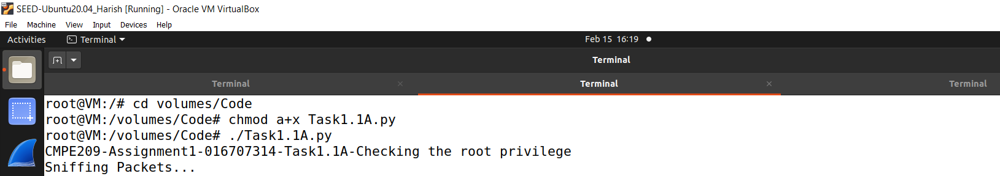 SEED-Ubuntu20.04_Harish [Running] - Oracle VM VirtualBox
File Machine View Input Devices Help
Activities Terminal Feb 15 16:19
Terminal
Terminal Terminal Terminal
root@VM:/# cd volumes/Code
root@VM:/volumes/Code# chmod a+x Task1.1A.py
root@VM:/volumes/Code# ./Task1.1A.py
CMPE209-Assignment1-016707314-Task1.1A-Checking the root privilege
Sniffing Packets...